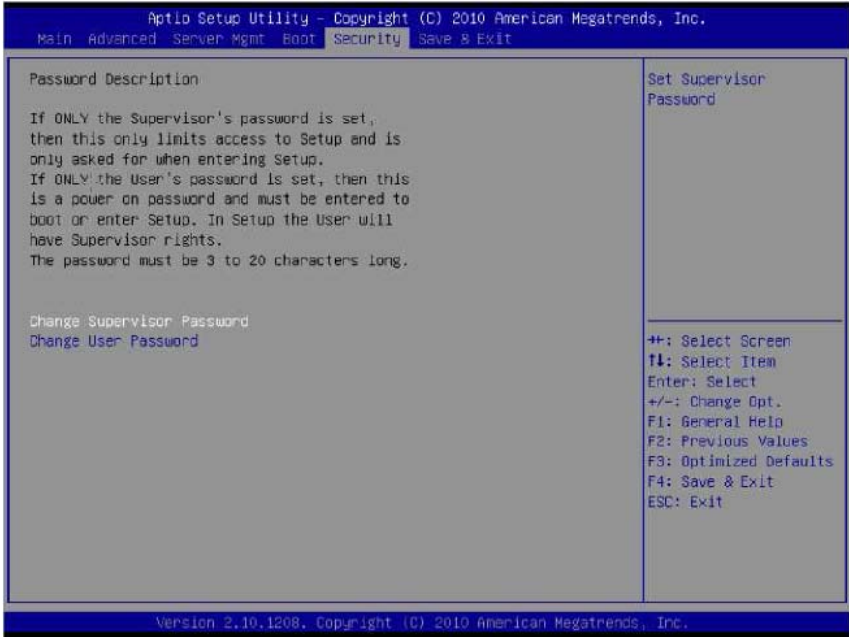 Aptio Setup Utility – Copyright (C) 2010 American Megatrends, Inc.
Main Advanced Server Mgmt Boot Security Save & Exit
Password Description
If ONLY the Supervisor's password is set,
then this only limits access to Setup and is
only asked for when entering Setup.
If ONLY the User's password is set, then this
is a power on password and must be entered to
boot or enter Setup. In Setup the User will
have Supervisor rights.
The password must be 3 to 20 characters long.
Change Supervisor Password
Change User Password
Set Supervisor
Password
→←: Select Screen
↑↓: Select Item
Enter: Select
+/-: Change Opt.
F1: General Help
F2: Previous Values
F3: Optimized Defaults
F4: Save & Exit
ESC: Exit
Version 2.10.1208. Copyright (C) 2010 American Megatrends, Inc.